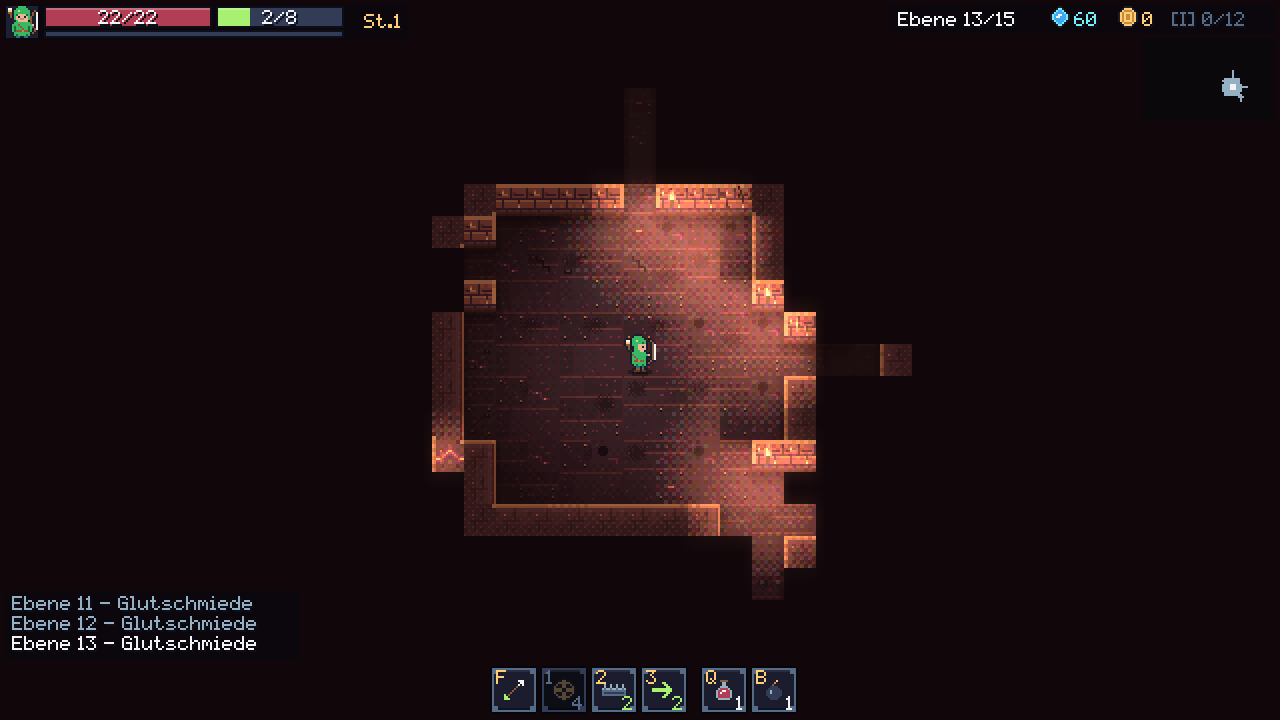 22/22 2/8 St.1 Ebene 13/15 60 0 [I] 0/12
Ebene 11 – Glutschmiede
Ebene 12 – Glutschmiede
Ebene 13 – Glutschmiede
F 1 4 2 2 3 2 Q 1 B 1